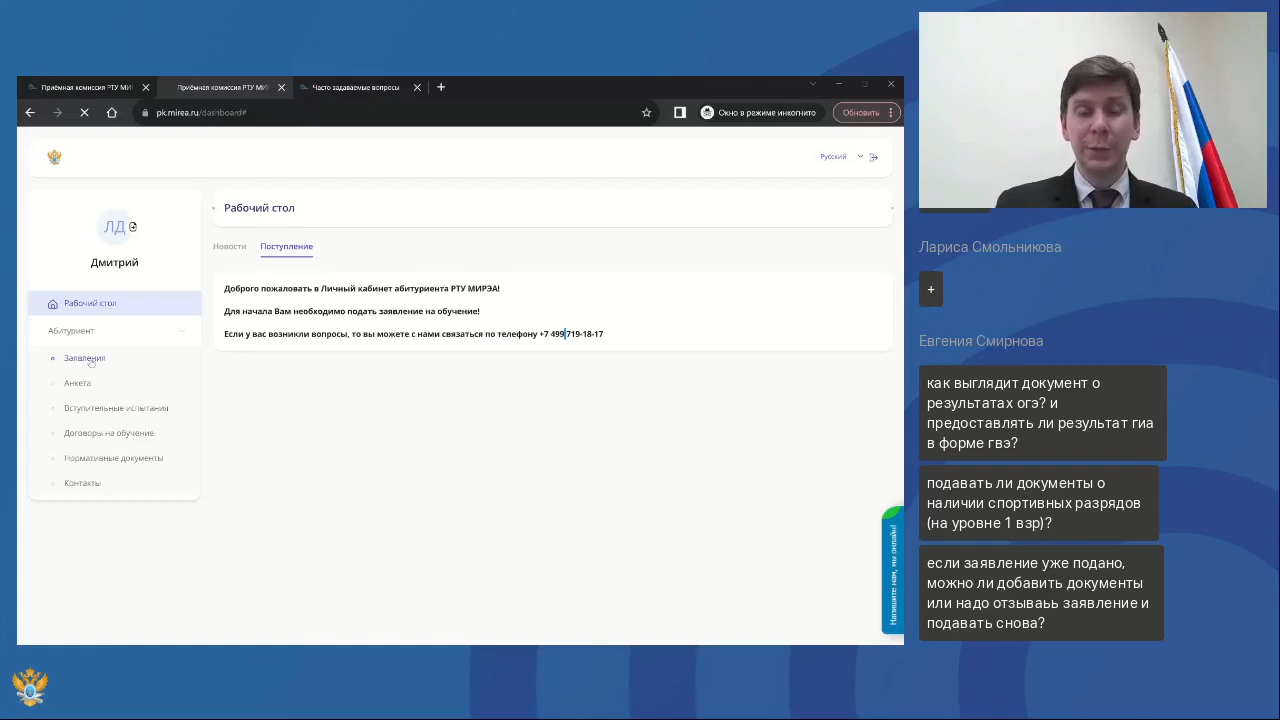 Приёмная комиссия РТУ МИ
Приёмная комиссия РТУ МИ
Часто задаваемые вопросы
pk.mirea.ru/dashboard#
Окно в режиме инкогнито
Обновить
Русский
ЛД
Дмитрий
Рабочий стол
Абитуриент
Заявления
Анкета
Вступительные испытания
Договоры на обучение
Нормативные документы
Контакты
Рабочий стол
Новости
Поступление
Доброго пожаловать в Личный кабинет абитуриента РТУ МИРЭА!
Для начала Вам необходимо подать заявление на обучение!
Если у вас возникли вопросы, то вы можете с нами связаться по телефону +7 499 719-18-17
Напишите нам, мы онлайн!
Лариса Смольникова
+
Евгения Смирнова
как выглядит документ о
результатах огэ? и
предоставлять ли результат гиа
в форме гвэ?
подавать ли документы о
наличии спортивных разрядов
(на уровне 1 взр)?
если заявление уже подано,
можно ли добавить документы
или надо отзываьь заявление и
подавать снова?